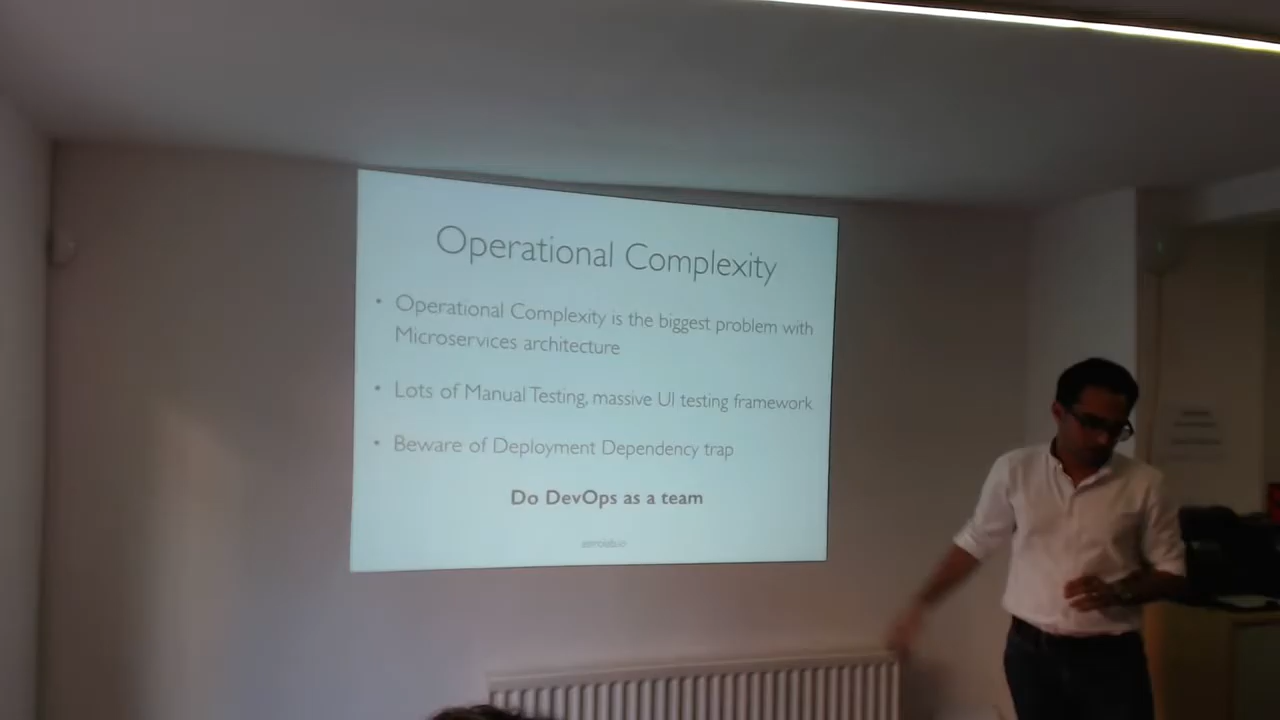 Operational Complexity
• Operational Complexity is the biggest problem with
Microservices architecture
• Lots of Manual Testing, massive UI testing framework
• Beware of Deployment Dependency trap
Do DevOps as a team